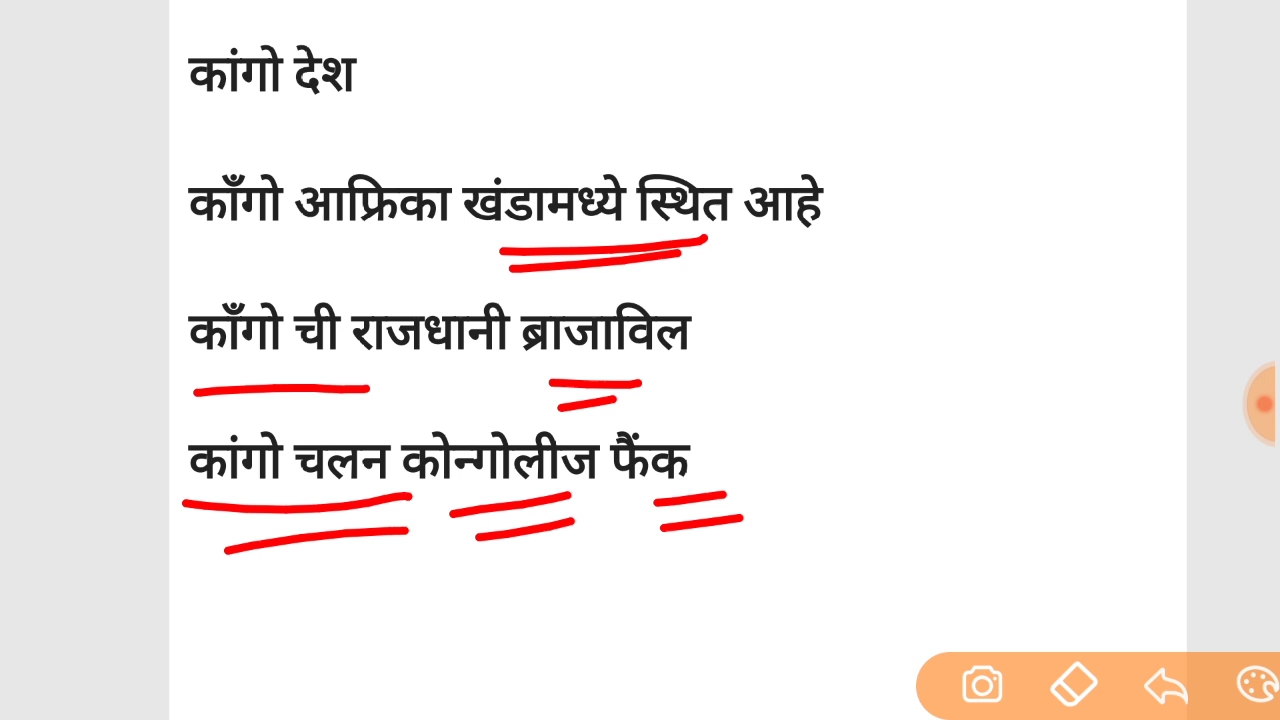 कांगो देश
काँगो आफ्रिका खंडामध्ये स्थित आहे
काँगो ची राजधानी ब्राजाविल
कांगो चलन कोन्गोलीज फैंक